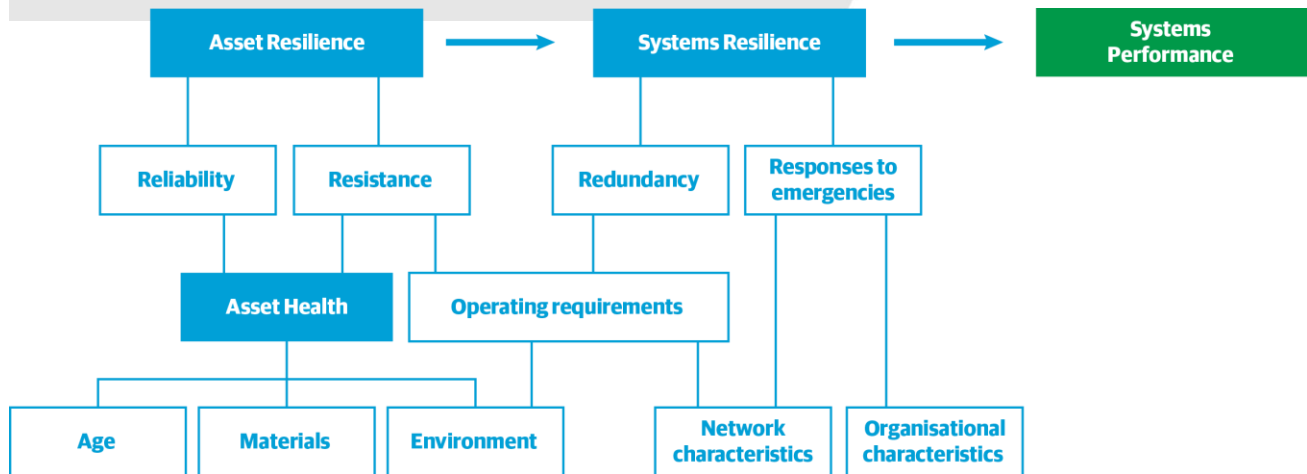 Asset Resilience
Systems Resilience
Systems
Performance
Reliability
Resistance
Redundancy
Responses to
emergencies
Asset Health
Operating requirements
Age
Materials
Environment
Network
characteristics
Organisational
characteristics